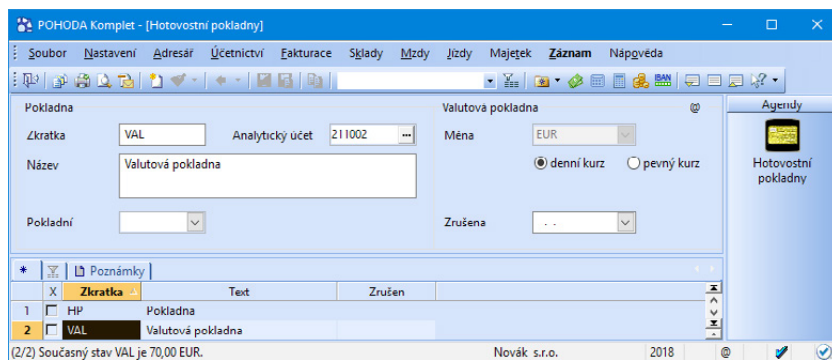 POHODA Komplet - [Hotovostní pokladny]
Soubor Nastavení Adresář Účetnictví Fakturace Sklady Mzdy Jízdy Majetek Záznam Nápověda
IBAN
Pokladna Valutová pokladna @ Agendy
Zkratka VAL Analytický účet 211002 ... Měna EUR
Název Valutová pokladna denní kurz pevný kurz Hotovostní
pokladny
Pokladní Zrušena . .
* Poznámky
X Zkratka Text Zrušen
1 HP Pokladna
2 VAL Valutová pokladna
(2/2) Současný stav VAL je 70,00 EUR. Novák s.r.o. 2018 @